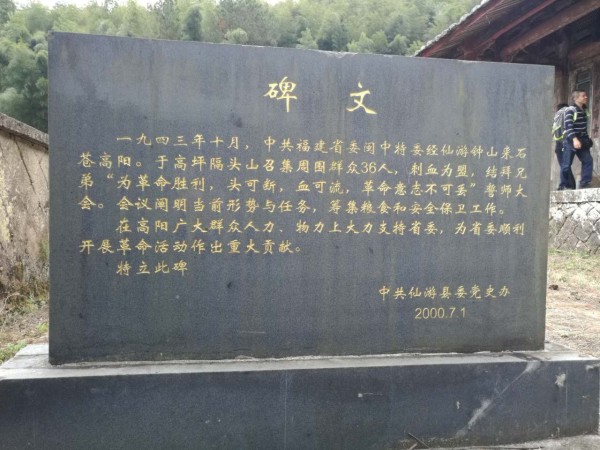 碑 文
一九四三年十月，中共福建省委闽中特委经仙游钟山来石
苍高阳。于高坪隔头山召集周围群众36人，刺血为盟，结拜兄
弟“为革命胜利，头可断，血可流，革命意志不可丢”誓师大
会。会议阐明当前形势与任务，筹集粮食和安全保卫工作。
在高阳广大群众人力、物力上大力支持省委，为省委顺利
开展革命活动作出重大贡献。
特立此碑
中共仙游县委党史办
2000.7.1